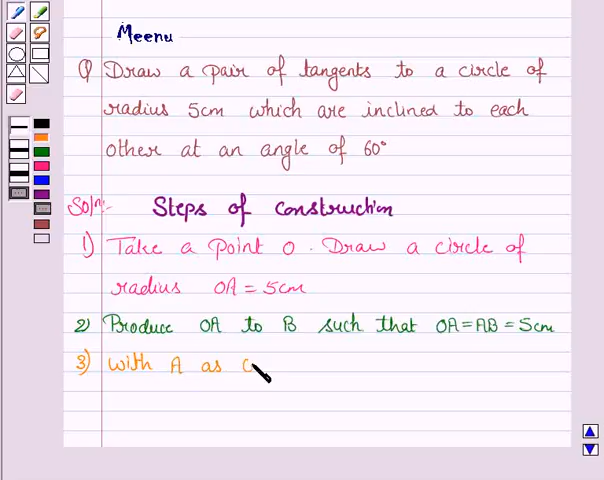 Meenu
Q Draw a pair of tangents to a circle of
radius 5cm which are inclined to each
other at an angle of 60°
Soln:- Steps of construction
1) Take a point O. Draw a circle of
radius OA = 5cm
2) Produce OA to B such that OA=AB=5cm
3) With A as c